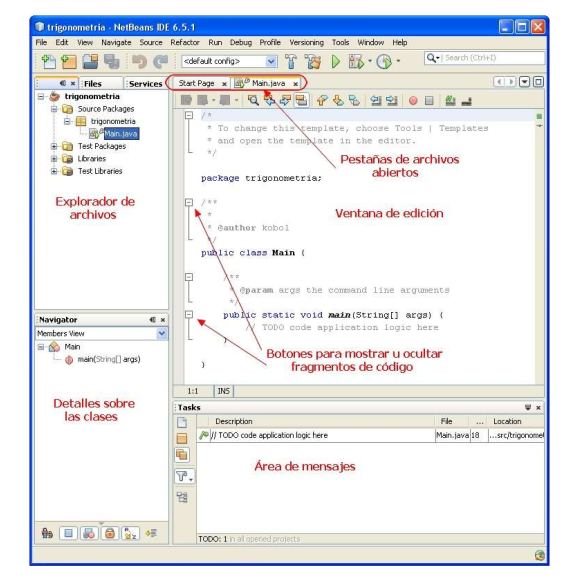 trigonometria - NetBeans IDE 6.5.1
File Edit View Navigate Source Refactor Run Debug Profile Versioning Tools Window Help
<default config>
Search (Ctrl+I)
Files Services
Start Page Main.java
trigonometria
Source Packages
trigonometria
Main.java
Test Packages
Libraries
Test Libraries
Explorador de
archivos
/*
* To change this template, choose Tools | Templates
* and open the template in the editor.
*/
Pestañas de archivos
abiertos
package trigonometria;
/**
*
* @author kobol
*/
Ventana de edición
public class Main {
/**
* @param args the command line arguments
*/
public static void main(String[] args) {
// TODO code application logic here
}
}
Botones para mostrar u ocultar
fragmentos de código
1:1 INS
Navigator
Members View
Main
main(String[] args)
Detalles sobre
las clases
Tasks
Description File ... Location
// TODO code application logic here Main.java 18 ...src/trigonomet
Área de mensajes
TODO: 1 in all opened projects